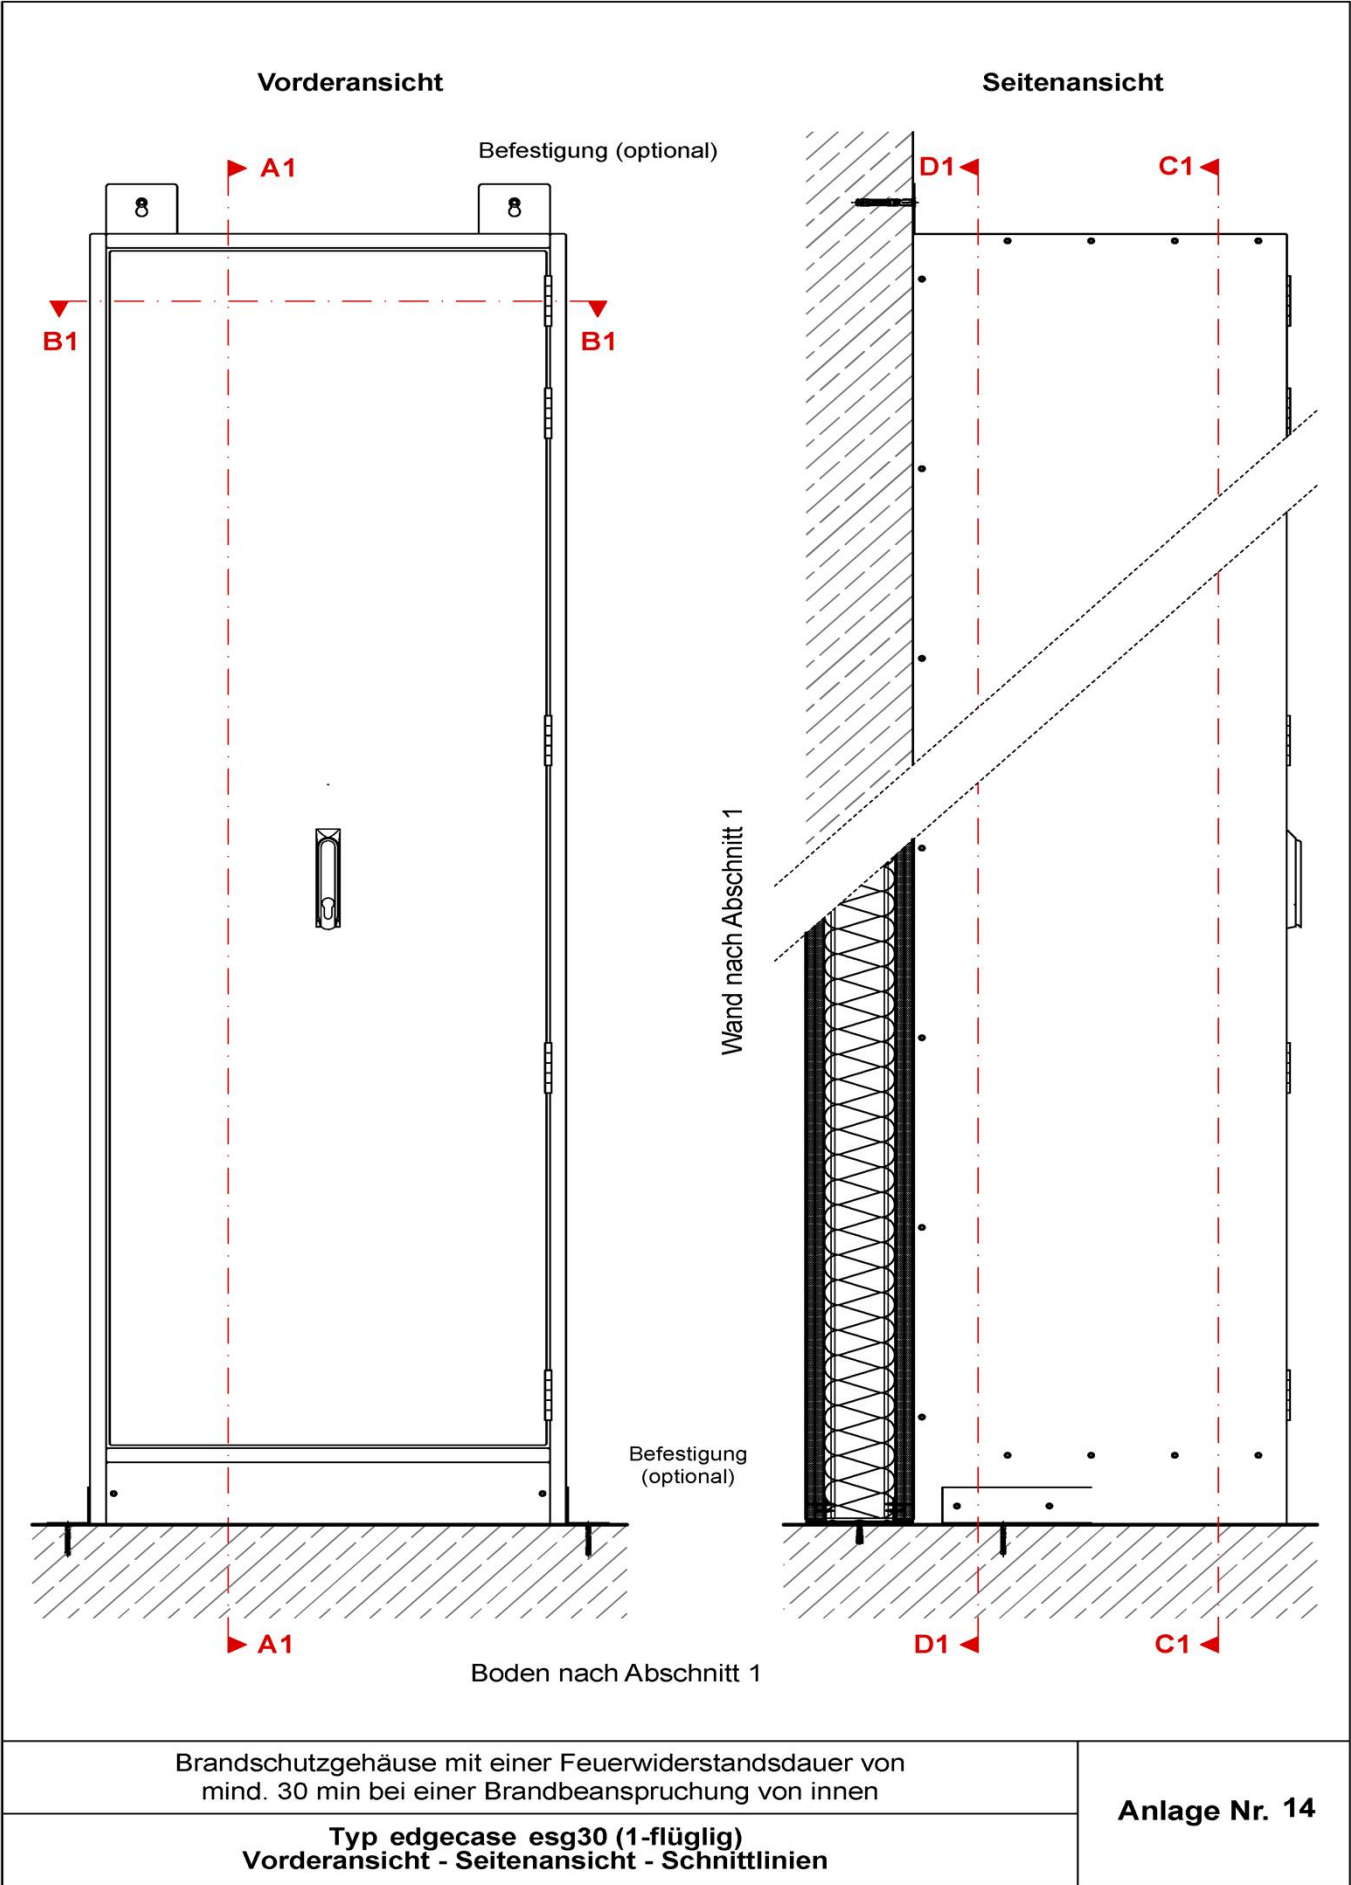 Vorderansicht
Seitenansicht
Befestigung (optional)
A1
D1
C1
B1
B1
Wand nach Abschnitt 1
Befestigung
(optional)
A1
D1
C1
Boden nach Abschnitt 1
Brandschutzgehäuse mit einer Feuerwiderstandsdauer von
mind. 30 min bei einer Brandbeanspruchung von innen
Typ edgecase esg30 (1-flüglig)
Vorderansicht - Seitenansicht - Schnittlinien
Anlage Nr. 14